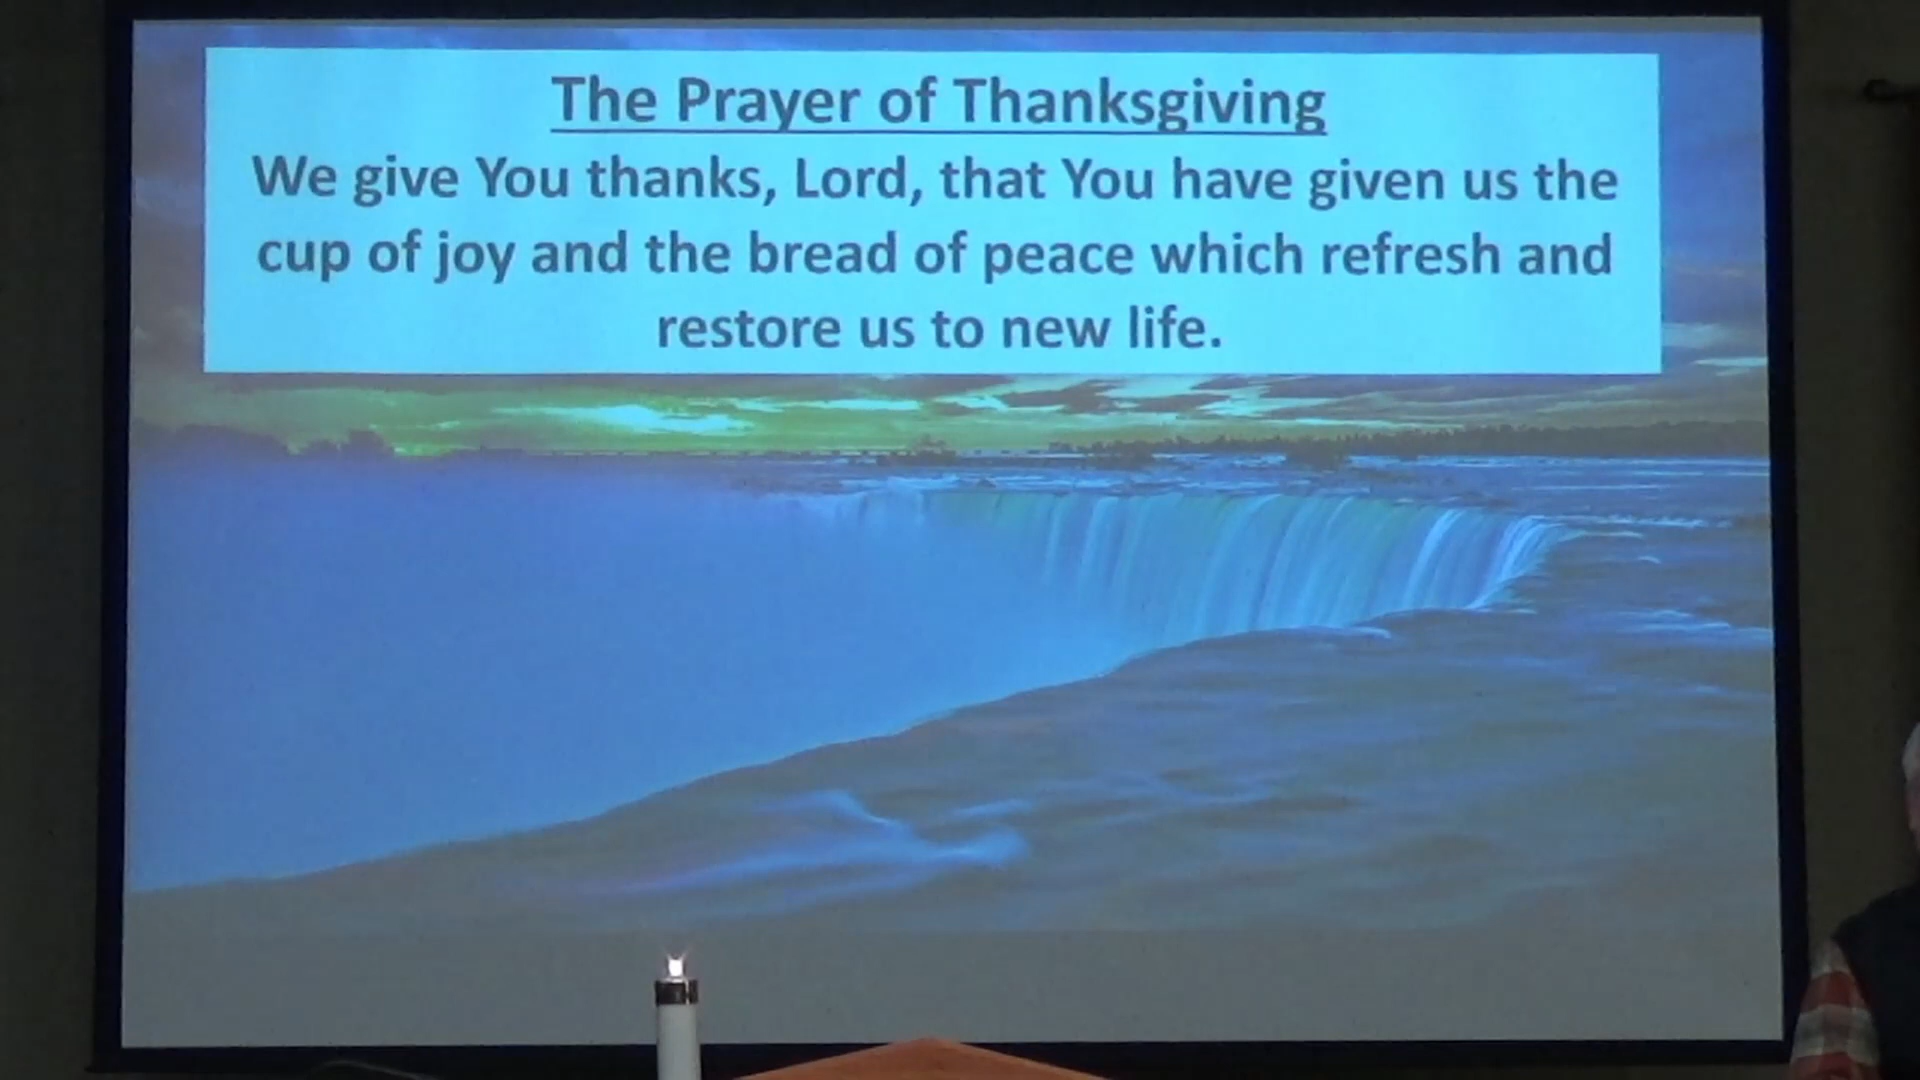 The Prayer of Thanksgiving
We give You thanks, Lord, that You have given us the
cup of joy and the bread of peace which refresh and
restore us to new life.